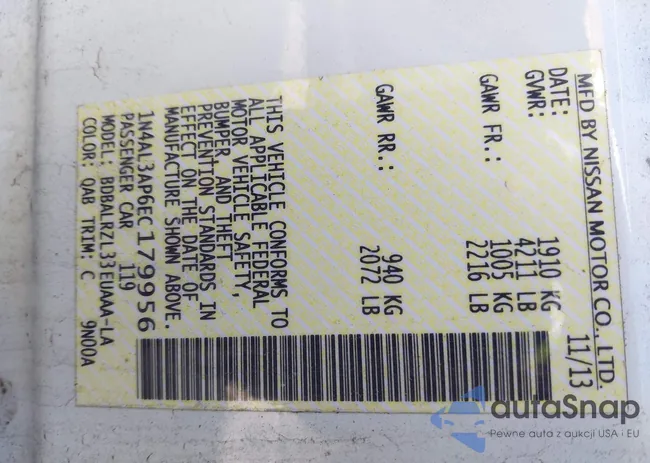 MFD BY NISSAN MOTOR CO., LTD.
DATE: 11/13
GVWR: 1910 KG
4211 LB
GAWR FR.: 1005 KG
2216 LB
GAWR RR.: 940 KG
2072 LB
THIS VEHICLE CONFORMS TO
ALL APPLICABLE FEDERAL
MOTOR VEHICLE SAFETY,
BUMPER AND THEFT
PREVENTION STANDARDS IN
EFFECT ON THE DATE OF
MANUFACTURE SHOWN ABOVE.
1N4AL3AP6EC179956
PASSENGER CAR 119
MODEL: BDBALRZL33EUAAA-LA
COLOR: QAB TRIM: C 9N00A
autaSnap
Pewne auta z aukcji USA i EU